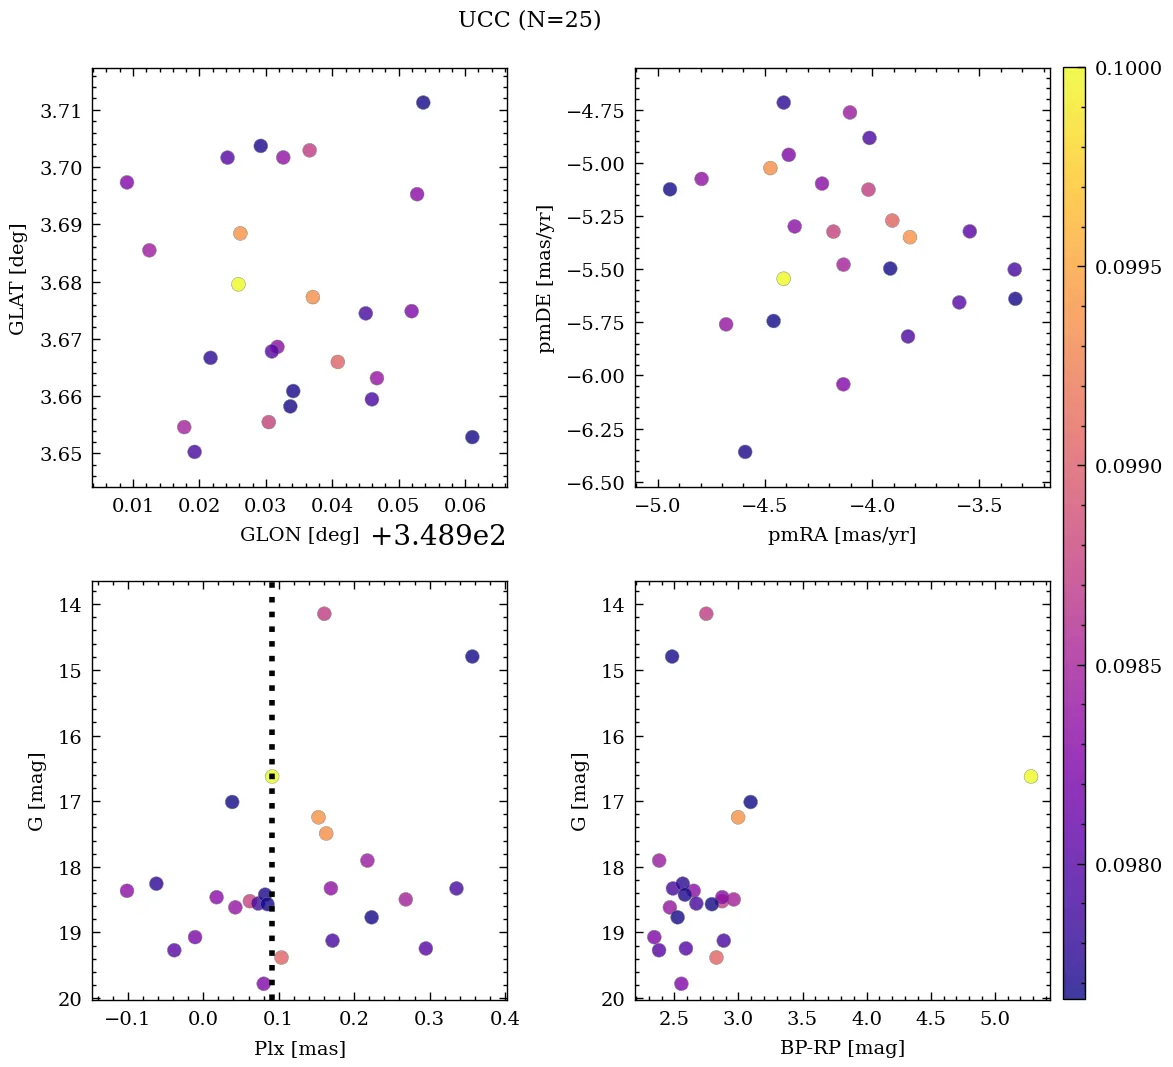 UCC (N=25)
3.71
3.70
3.69
3.68
3.67
3.66
3.65
GLAT [deg]
0.01 0.02 0.03 0.04 0.05 0.06
GLON [deg] +3.489e2
−4.75
−5.00
−5.25
−5.50
−5.75
−6.00
−6.25
−6.50
pmDE [mas/yr]
−5.0 −4.5 −4.0 −3.5
pmRA [mas/yr]
14
15
16
17
18
19
20
G [mag]
−0.1 0.0 0.1 0.2 0.3 0.4
Plx [mas]
14
15
16
17
18
19
20
G [mag]
2.5 3.0 3.5 4.0 4.5 5.0
BP-RP [mag]
0.1000
0.0995
0.0990
0.0985
0.0980